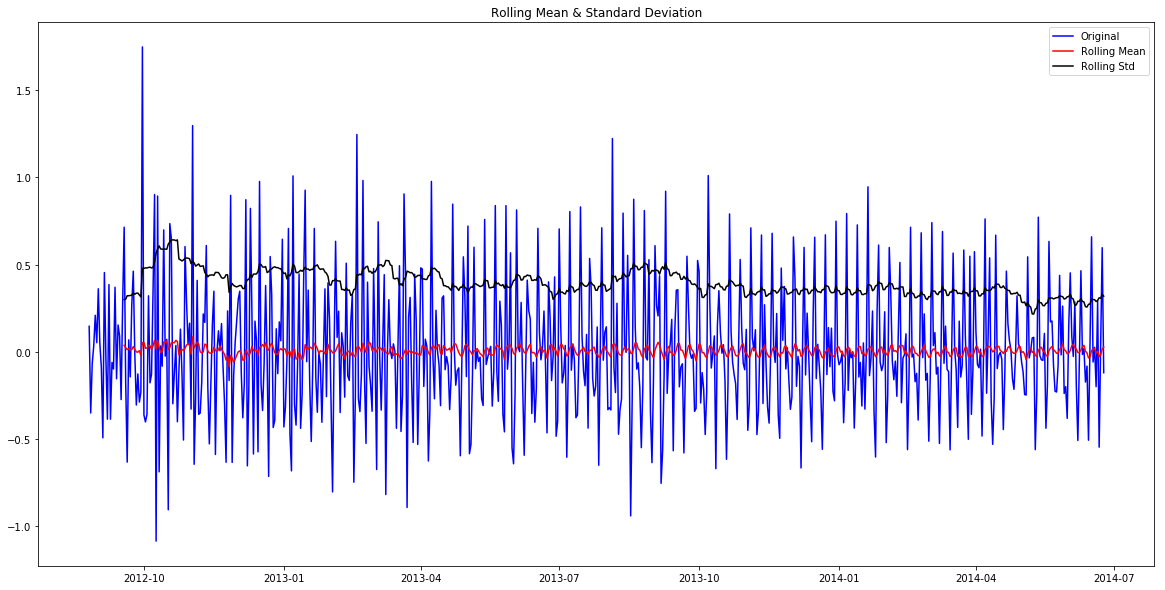 Rolling Mean & Standard Deviation
Original
Rolling Mean
Rolling Std
1.5
1.0
0.5
0.0
−0.5
−1.0
2012-10 2013-01 2013-04 2013-07 2013-10 2014-01 2014-04 2014-07